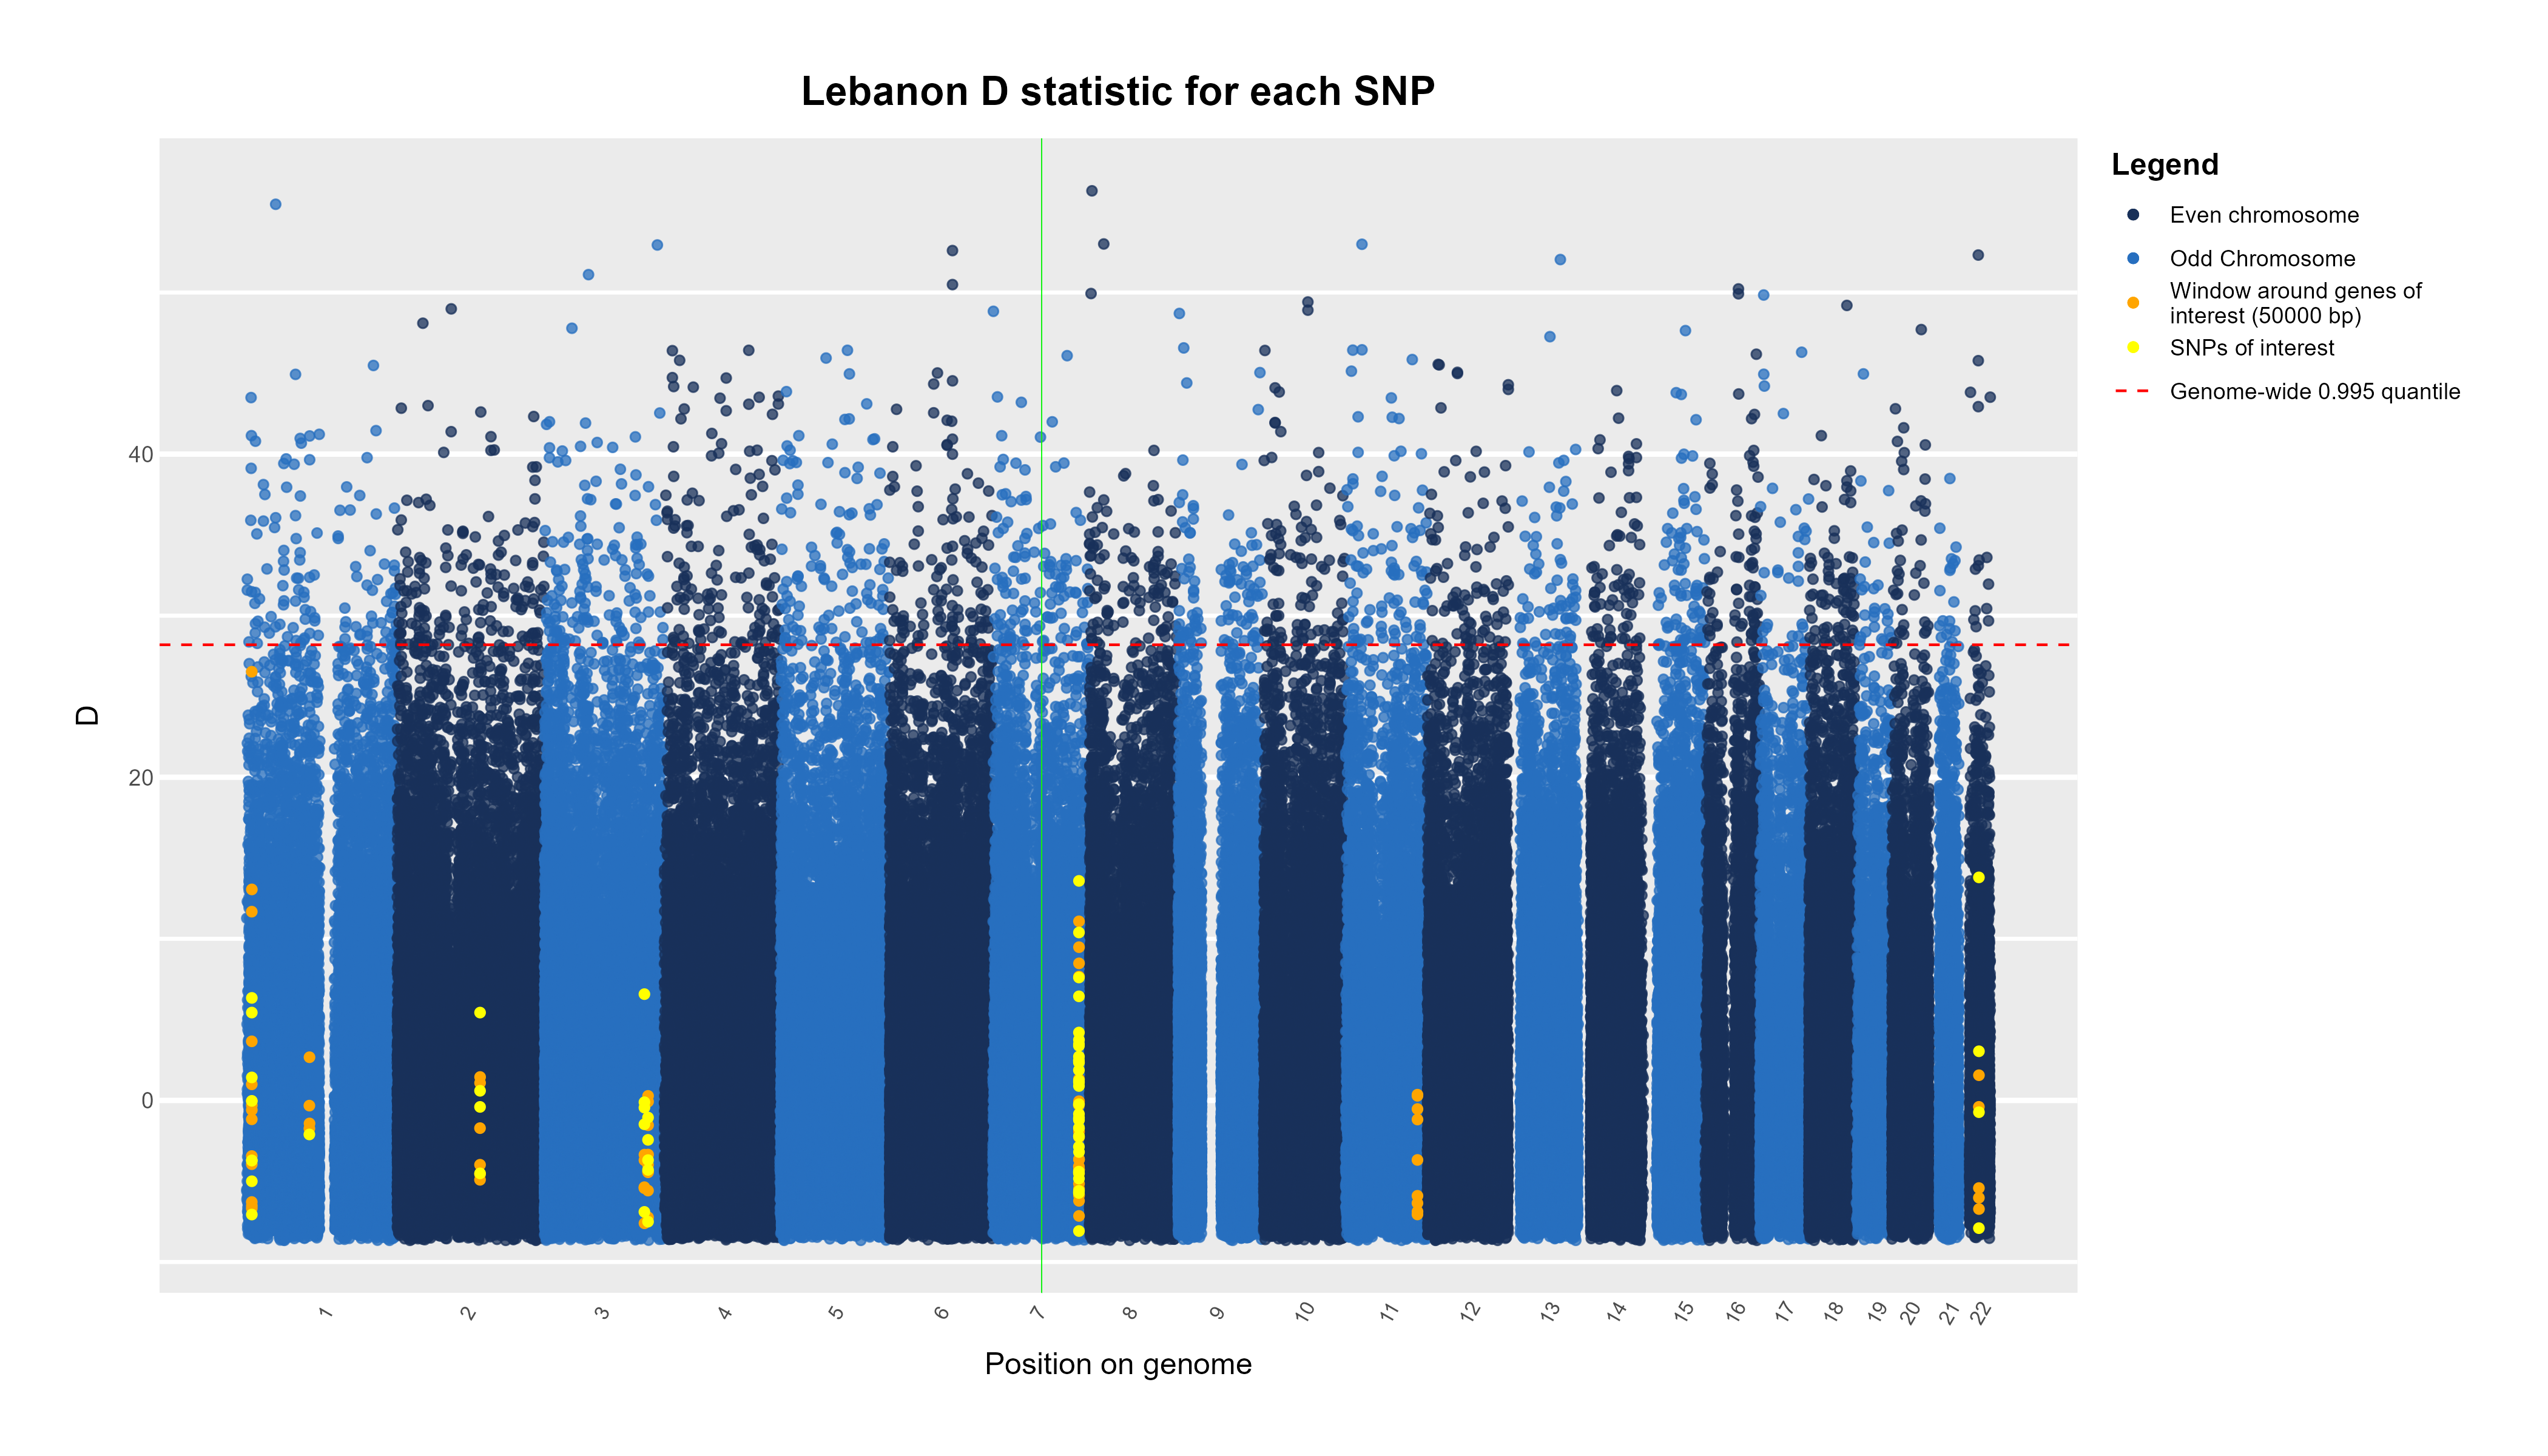 Lebanon D statistic for each SNP
Legend
Even chromosome
Odd Chromosome
Window around genes of
interest (50000 bp)
SNPs of interest
Genome-wide 0.995 quantile
40
20
0
D
1 2 3 4 5 6 7 8 9 10 11 12 13 14 15 16 17 18 19 20 21 22
Position on genome